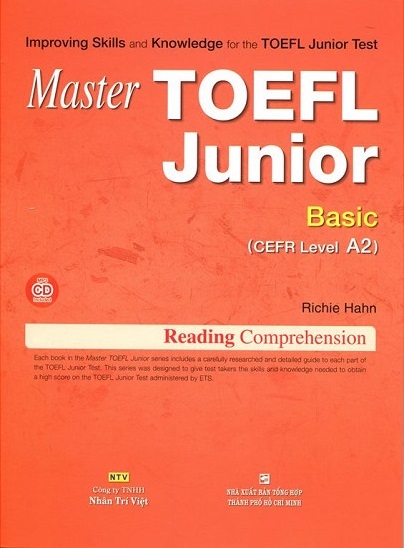 Improving Skills and Knowledge for the TOEFL Junior Test
Master TOEFL
Junior
Basic
(CEFR Level A2)
MP3
CD
included
Richie Hahn
Reading Comprehension
Each book in the Master TOEFL Junior series includes a carefully researched and detailed guide to each part of
the TOEFL Junior Test. This series was designed to give test takers the skills and knowledge needed to obtain
a high score on the TOEFL Junior Test administered by ETS.
NTV
Công ty TNHH
Nhân Trí Việt
NHÀ XUẤT BẢN TỔNG HỢP
THÀNH PHỐ HỒ CHÍ MINH